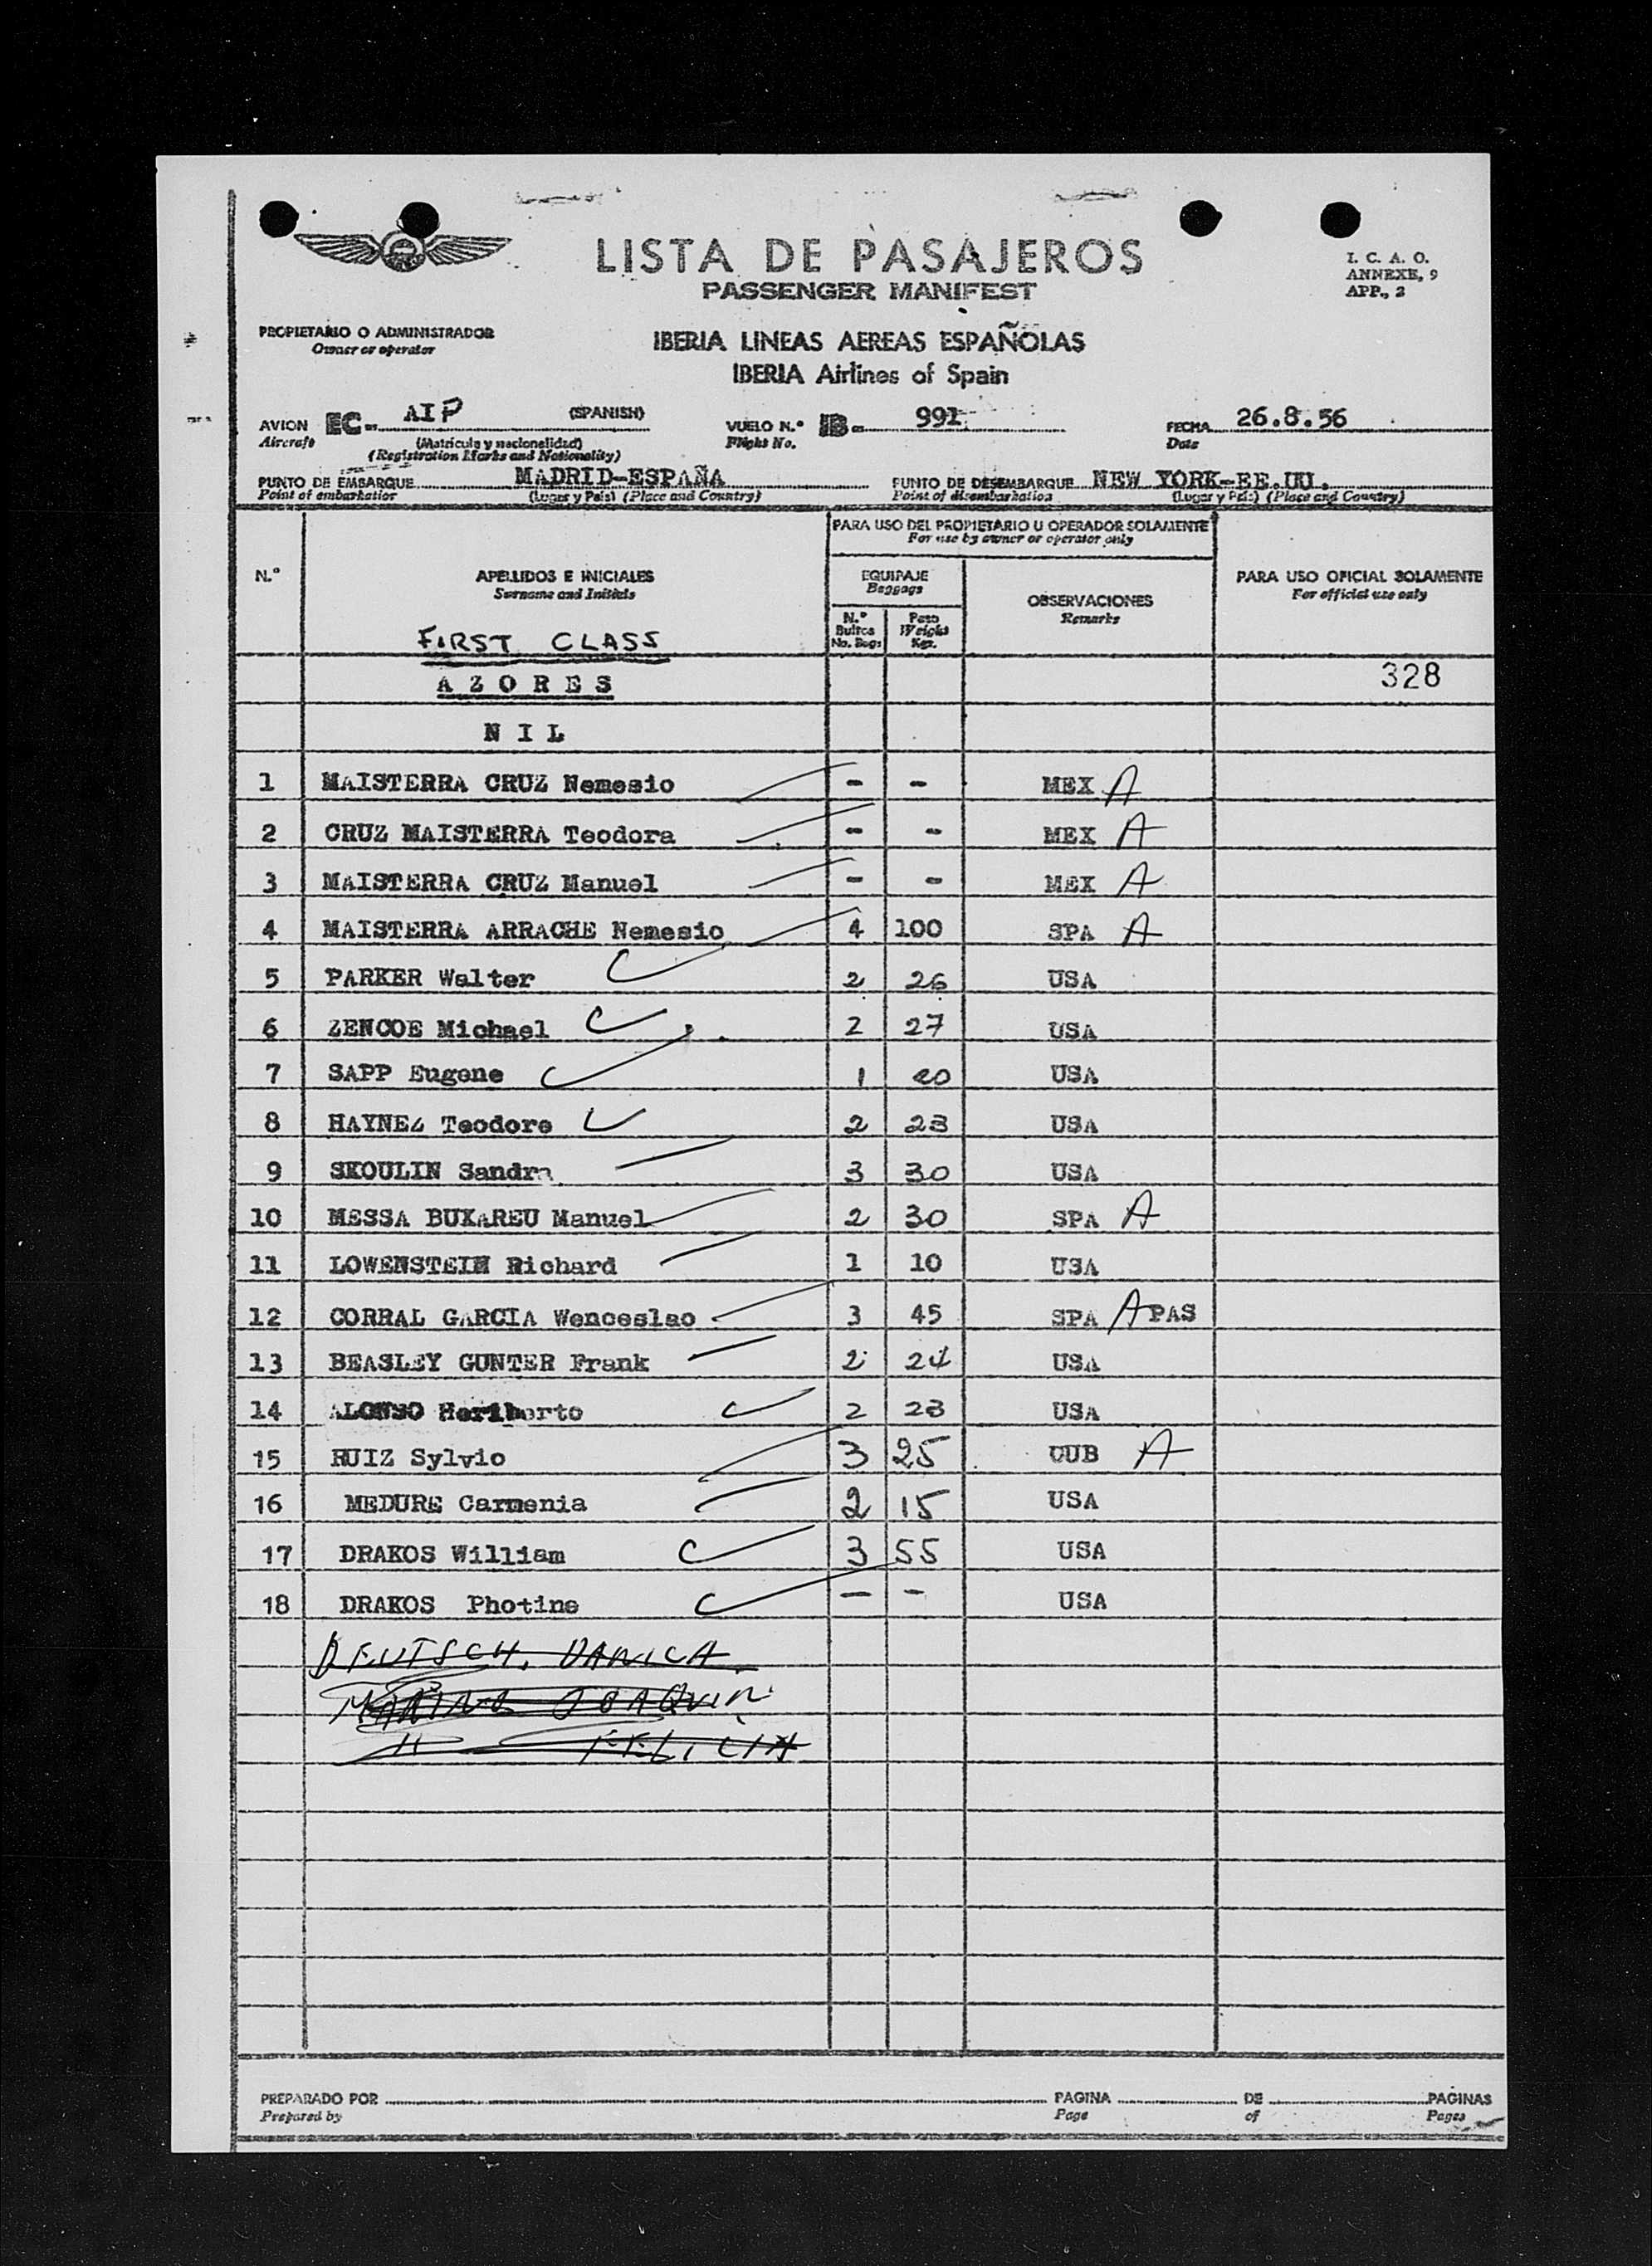 LISTA DE PASAJEROS
PASSENGER MANIFEST
I. C. A. O.
ANNEXE, 9
APP., 2
PROPIETARIO O ADMINISTRADOR
Owner or operator
IBERIA LINEAS AEREAS ESPAÑOLAS
IBERIA Airlines of Spain
AVION EC- AIP (SPANISH) VUELO N.° IB- 991 FECHA 26.8.56
Aircraft (Matricula y nacionalidad) Flight No. Date
(Registration Marks and Nationality)
PUNTO DE EMBARQUE MADRID-ESPAÑA PUNTO DE DESEMBARQUE NEW YORK-EE.UU.
Point of embarkation (Lugar y País) (Place and Country) Point of disembarkation (Lugar y País) (Place and Country)
PARA USO DEL PROPIETARIO U OPERADOR SOLAMENTE
For use by owner or operator only
N.° APELLIDOS E INICIALES EQUIPAJE OBSERVACIONES PARA USO OFICIAL SOLAMENTE
Surname and Initials Baggage Remarks For official use only
N.° Bultos No. Bags Peso Weight Kgs.
FIRST CLASS
AZORES 328
NIL
1 MAISTERRA CRUZ Nemesio - - MEX A
2 CRUZ MAISTERRA Teodora - - MEX A
3 MAISTERRA CRUZ Manuel - - MEX A
4 MAISTERRA ARRACHE Nemesio 4 100 SPA A
5 PARKER Walter 2 26 USA
6 ZENCOE Michael 2 27 USA
7 SAPP Eugene 1 20 USA
8 HAYNEZ Teodore 2 23 USA
9 SKOULIN Sandra 3 30 USA
10 MESSA BUXAREU Manuel 2 30 SPA A
11 LOWENSTEIN Richard 1 10 USA
12 CORRAL GARCIA Wenceslao 3 45 SPA A PAS
13 BEASLEY GUNTER Frank 2 24 USA
14 ALONSO Heriberto 2 23 USA
15 RUIZ Sylvio 3 25 CUB A
16 MEDURE Carmenia 2 15 USA
17 DRAKOS William 3 55 USA
18 DRAKOS Photine - - USA
DEUTSCH, DANICA
MARINO JOAQUIN
" FELICIA
PREPARADO POR PAGINA DE PAGINAS
Prepared by Page of Pages